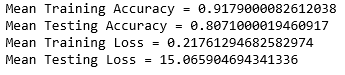 Mean Training Accuracy = 0.9179000082612038
Mean Testing Accuracy = 0.8071000019460917
Mean Training Loss = 0.21761294682582974
Mean Testing Loss = 15.065904694341336